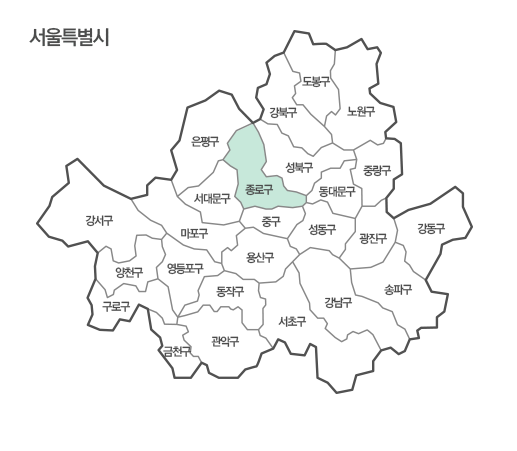 서울특별시
도봉구
강북구
노원구
은평구
성북구
중랑구
종로구
동대문구
서대문구
강서구
중구
성동구
강동구
마포구
광진구
용산구
양천구
영등포구
동작구
송파구
구로구
강남구
서초구
관악구
금천구